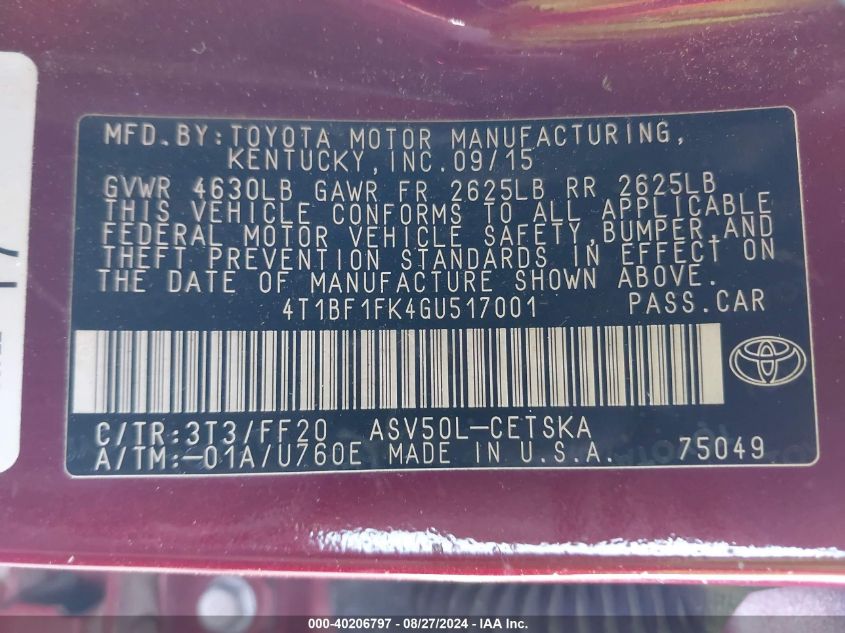 MFD.BY:TOYOTA MOTOR MANUFACTURING,
KENTUCKY,INC.09/15
GVWR 4630LB GAWR FR 2625LB RR 2625LB
THIS VEHICLE CONFORMS TO ALL APPLICABLE
FEDERAL MOTOR VEHICLE SAFETY,BUMPER,AND
THEFT PREVENTION STANDARDS IN EFFECT ON
THE DATE OF MANUFACTURE SHOWN ABOVE.
4T1BF1FK4GU517001 PASS.CAR
C/TR:3T3/FF20 ASV50L-CETSKA
A/TM:-01A/U760E MADE IN U.S.A. 75049
000-40206797 - 08/27/2024 - IAA Inc.